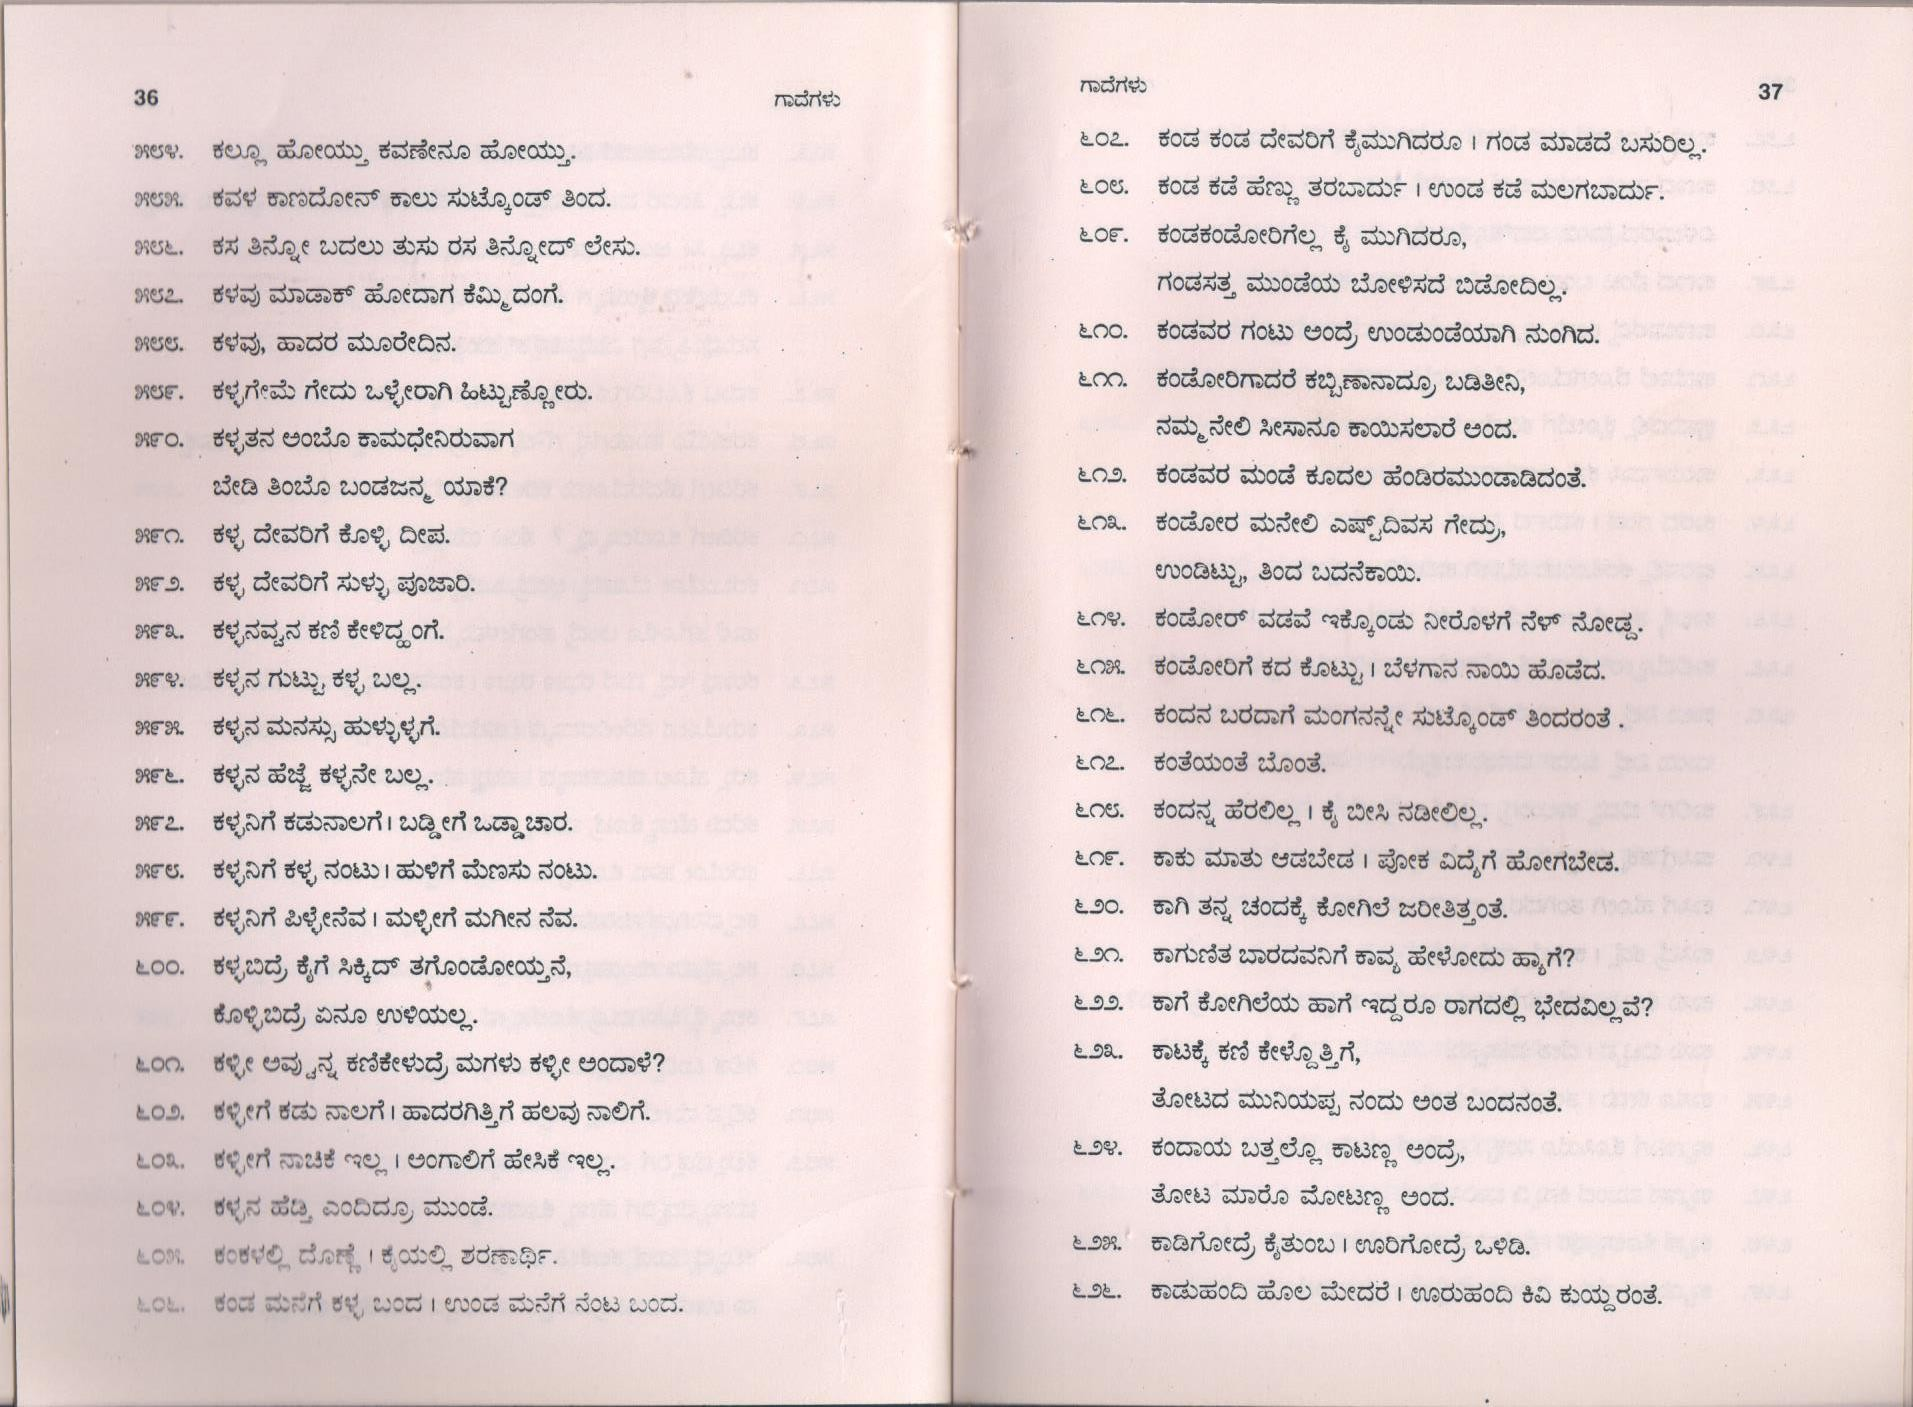 36
ಗಾದೆಗಳು
೫೮೪. ಕಲ್ಲೂ ಹೋಯ್ತು ಕವಣೇನೂ ಹೋಯ್ತು.
೫೮೫. ಕವಳ ಕಾಣದೋನ್ ಕಾಲು ಸುಟ್ಕೊಂಡ್ ತಿಂದ.
೫೮೬. ಕಸ ತಿನ್ನೋ ಬದಲು ತುಸು ರಸ ತಿನ್ನೋದ್ ಲೇಸು.
೫೮೭. ಕಳವು ಮಾಡಾಕ್ ಹೋದಾಗ ಕೆಮ್ಮಿದಂಗೆ.
೫೮೮. ಕಳವು, ಹಾದರ ಮೂರೇದಿನ.
೫೮೯. ಕಳ್ಳಗೇಮೆ ಗೇದು ಒಳ್ಳೇರಾಗಿ ಹಿಟ್ಟುಣ್ಣೋರು.
೫೯೦. ಕಳ್ಳತನ ಅಂಬೊ ಕಾಮಧೇನಿರುವಾಗ
ಬೇಡಿ ತಿಂಬೊ ಬಂಡಜನ್ಮ ಯಾಕೆ?
೫೯೧. ಕಳ್ಳ ದೇವರಿಗೆ ಕೊಳ್ಳಿ ದೀಪ.
೫೯೨. ಕಳ್ಳ ದೇವರಿಗೆ ಸುಳ್ಳು ಪೂಜಾರಿ.
೫೯೩. ಕಳ್ಳನವ್ವನ ಕಣಿ ಕೇಳಿದ್ಹಂಗೆ.
೫೯೪. ಕಳ್ಳನ ಗುಟ್ಟು ಕಳ್ಳ ಬಲ್ಲ.
೫೯೫. ಕಳ್ಳನ ಮನಸ್ಸು ಹುಳ್ಳುಳ್ಳಗೆ.
೫೯೬. ಕಳ್ಳನ ಹೆಜ್ಜೆ ಕಳ್ಳನೇ ಬಲ್ಲ.
೫೯೭. ಕಳ್ಳನಿಗೆ ಕಡುನಾಲಗೆ । ಬಡ್ಡೀಗೆ ಒಡ್ಡಾಚಾರ.
೫೯೮. ಕಳ್ಳನಿಗೆ ಕಳ್ಳ ನಂಟು । ಹುಳಿಗೆ ಮೆಣಸು ನಂಟು.
೫೯೯. ಕಳ್ಳನಿಗೆ ಪಿಳ್ಳೇನೆವ । ಮಳ್ಳೀಗೆ ಮಗೀನ ನೆವ.
೬೦೦. ಕಳ್ಳಬಿದ್ರೆ ಕೈಗೆ ಸಿಕ್ಕಿದ್ ತಗೊಂಡೋಯ್ತನೆ,
ಕೊಳ್ಳಿಬಿದ್ರೆ ಏನೂ ಉಳಿಯಲ್ಲ.
೬೦೧. ಕಳ್ಳೀ ಅವ್ವುನ್ನ ಕಣಿಕೇಳುದ್ರೆ ಮಗಳು ಕಳ್ಳೀ ಅಂದಾಳೆ?
೬೦೨. ಕಳ್ಳೀಗೆ ಕಡು ನಾಲಗೆ । ಹಾದರಗಿತ್ತಿಗೆ ಹಲವು ನಾಲಿಗೆ.
೬೦೩. ಕಳ್ಳೀಗೆ ನಾಚಿಕೆ ಇಲ್ಲ । ಅಂಗಾಲಿಗೆ ಹೇಸಿಕೆ ಇಲ್ಲ.
೬೦೪. ಕಳ್ಳನ ಹೆಡ್ತಿ ಎಂದಿದ್ರೂ ಮುಂಡೆ.
೬೦೫. ಕಂಕಳಲ್ಲಿ ದೊಣ್ಣೆ । ಕೈಯಲ್ಲಿ ಶರಣಾರ್ಥಿ.
೬೦೬. ಕಂಡ ಮನೆಗೆ ಕಳ್ಳ ಬಂದ । ಉಂಡ ಮನೆಗೆ ನೆಂಟ ಬಂದ.
ಗಾದೆಗಳು
37
೬೦೭. ಕಂಡ ಕಂಡ ದೇವರಿಗೆ ಕೈಮುಗಿದರೂ । ಗಂಡ ಮಾಡದೆ ಬಸುರಿಲ್ಲ.
೬೦೮. ಕಂಡ ಕಡೆ ಹೆಣ್ಣು ತರಬಾರ್ದು । ಉಂಡ ಕಡೆ ಮಲಗಬಾರ್ದು.
೬೦೯. ಕಂಡಕಂಡೋರಿಗೆಲ್ಲ ಕೈ ಮುಗಿದರೂ,
ಗಂಡಸತ್ತ ಮುಂಡೆಯ ಬೋಳಿಸದೆ ಬಿಡೋದಿಲ್ಲ.
೬೧೦. ಕಂಡವರ ಗಂಟು ಅಂದ್ರೆ ಉಂಡುಂಡೆಯಾಗಿ ನುಂಗಿದ.
೬೧೧. ಕಂಡೋರಿಗಾದರೆ ಕಬ್ಬಿಣಾನಾದ್ರೂ ಬಡಿತೀನಿ,
ನಮ್ಮನೇಲಿ ಸೀಸಾನೂ ಕಾಯಿಸಲಾರೆ ಅಂದ.
೬೧೨. ಕಂಡವರ ಮಂಡೆ ಕೂದಲ ಹೆಂಡಿರಮುಂಡಾಡಿದಂತೆ.
೬೧೩. ಕಂಡೋರ ಮನೇಲಿ ಎಷ್ಟ್‌ದಿವಸ ಗೇದ್ರು,
ಉಂಡಿಟ್ಟು, ತಿಂದ ಬದನೆಕಾಯಿ.
೬೧೪. ಕಂಡೋರ್ ವಡವೆ ಇಕ್ಕೊಂಡು ನೀರೊಳಗೆ ನೆಳ್ ನೋಡ್ದ.
೬೧೫. ಕಂಡೋರಿಗೆ ಕದ ಕೊಟ್ಟು । ಬೆಳಗಾನ ನಾಯಿ ಹೊಡೆದ.
೬೧೬. ಕಂದನ ಬರದಾಗೆ ಮಂಗನನ್ನೇ ಸುಟ್ಕೊಂಡ್ ತಿಂದರಂತೆ .
೬೧೭. ಕಂತೆಯಂತೆ ಬೊಂತೆ.
೬೧೮. ಕಂದನ್ನ ಹೆರಲಿಲ್ಲ । ಕೈ ಬೀಸಿ ನಡೀಲಿಲ್ಲ.
೬೧೯. ಕಾಕು ಮಾತು ಆಡಬೇಡ । ಪೋಕ ವಿದ್ಯೆಗೆ ಹೋಗಬೇಡ.
೬೨೦. ಕಾಗಿ ತನ್ನ ಚಂದಕ್ಕೆ ಕೋಗಿಲೆ ಜರೀತಿತ್ತಂತೆ.
೬೨೧. ಕಾಗುಣಿತ ಬಾರದವನಿಗೆ ಕಾವ್ಯ ಹೇಳೋದು ಹ್ಯಾಗೆ?
೬೨೨. ಕಾಗೆ ಕೋಗಿಲೆಯ ಹಾಗೆ ಇದ್ದರೂ ರಾಗದಲ್ಲಿ ಭೇದವಿಲ್ಲವೆ?
೬೨೩. ಕಾಟಕ್ಕೆ ಕಣಿ ಕೇಳ್ದೊತ್ತಿಗೆ,
ತೋಟದ ಮುನಿಯಪ್ಪ ನಂದು ಅಂತ ಬಂದನಂತೆ.
೬೨೪. ಕಂದಾಯ ಬತ್ತಲ್ಲೊ ಕಾಟಣ್ಣ ಅಂದ್ರೆ,
ತೋಟ ಮಾರೊ ಮೋಟಣ್ಣ ಅಂದ.
೬೨೫. ಕಾಡಿಗೋದ್ರೆ ಕೈತುಂಬ । ಊರಿಗೋದ್ರೆ ಒಳಿಡಿ.
೬೨೬. ಕಾಡುಹಂದಿ ಹೊಲ ಮೇದರೆ । ಊರುಹಂದಿ ಕಿವಿ ಕುಯ್ದರಂತೆ.